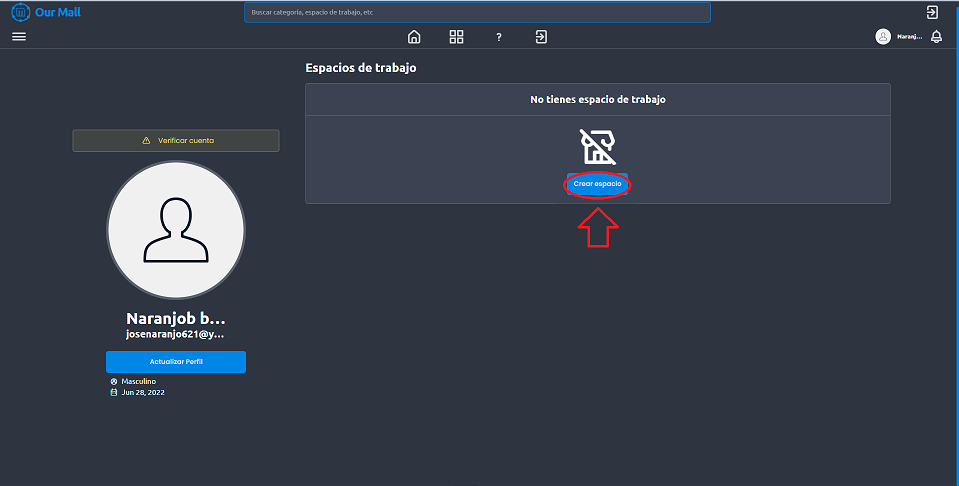 Our Mall
Buscar categoría, espacio de trabajo, etc
?
Naranj...
Espacios de trabajo
No tienes espacio de trabajo
Crear espacio
Verificar cuenta
Naranjob b...
josenaranjo621@y...
Actualizar Perfil
Masculino
Jun 28, 2022